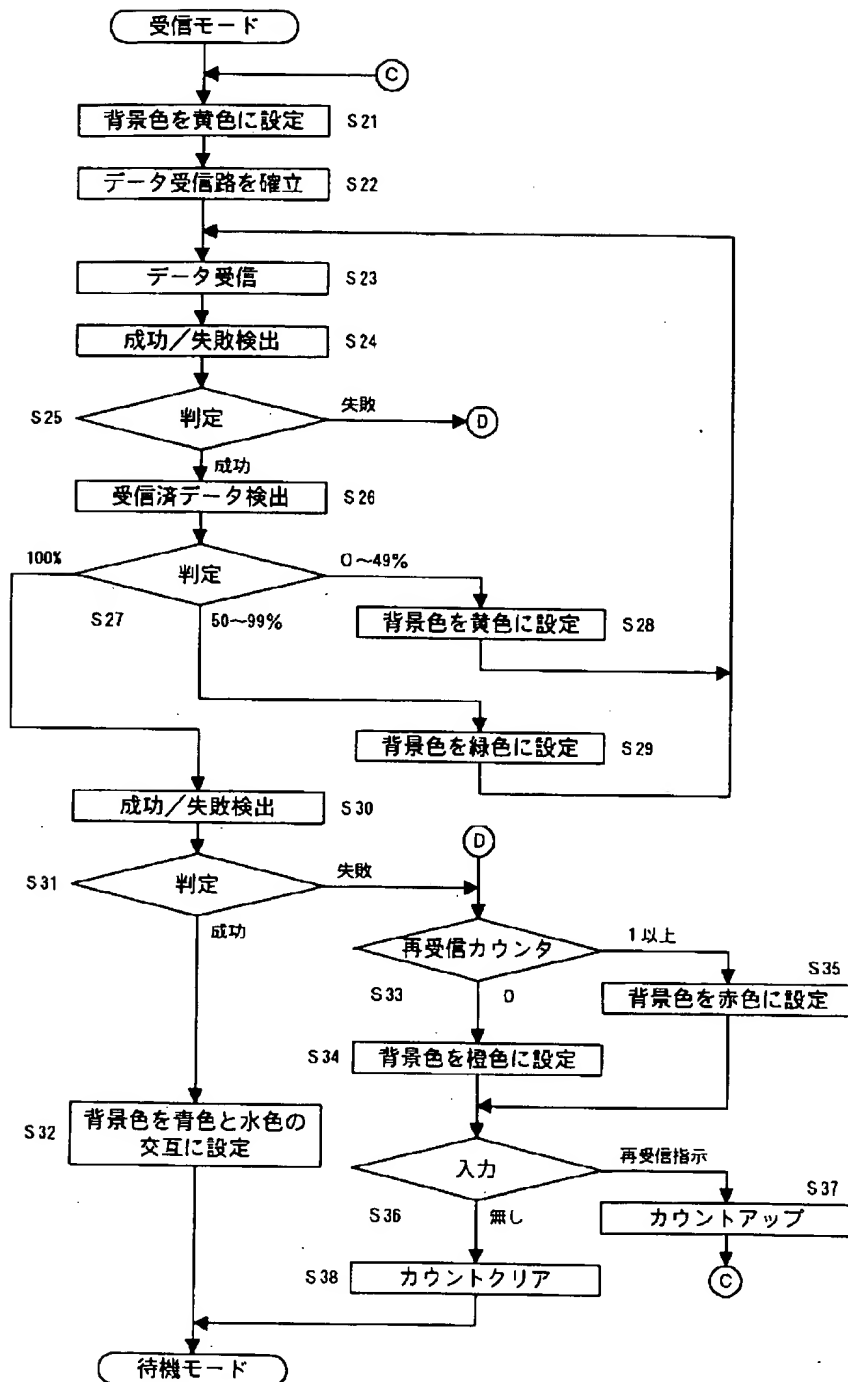 受信モード
C
背景色を黄色に設定
S21
データ受信路を確立
S22
データ受信
S23
成功/失敗検出
S24
S25
判定
失敗
D
成功
受信済データ検出
S26
100%
判定
0~49%
S27
50~99%
背景色を黄色に設定
S28
背景色を緑色に設定
S29
成功/失敗検出
S30
D
S31
判定
失敗
成功
再受信カウンタ
1以上
S35
S33
0
背景色を赤色に設定
S34
背景色を橙色に設定
S32
背景色を青色と水色の
交互に設定
入力
再受信指示
S37
S36
無し
カウントアップ
S38
カウントクリア
C
待機モード